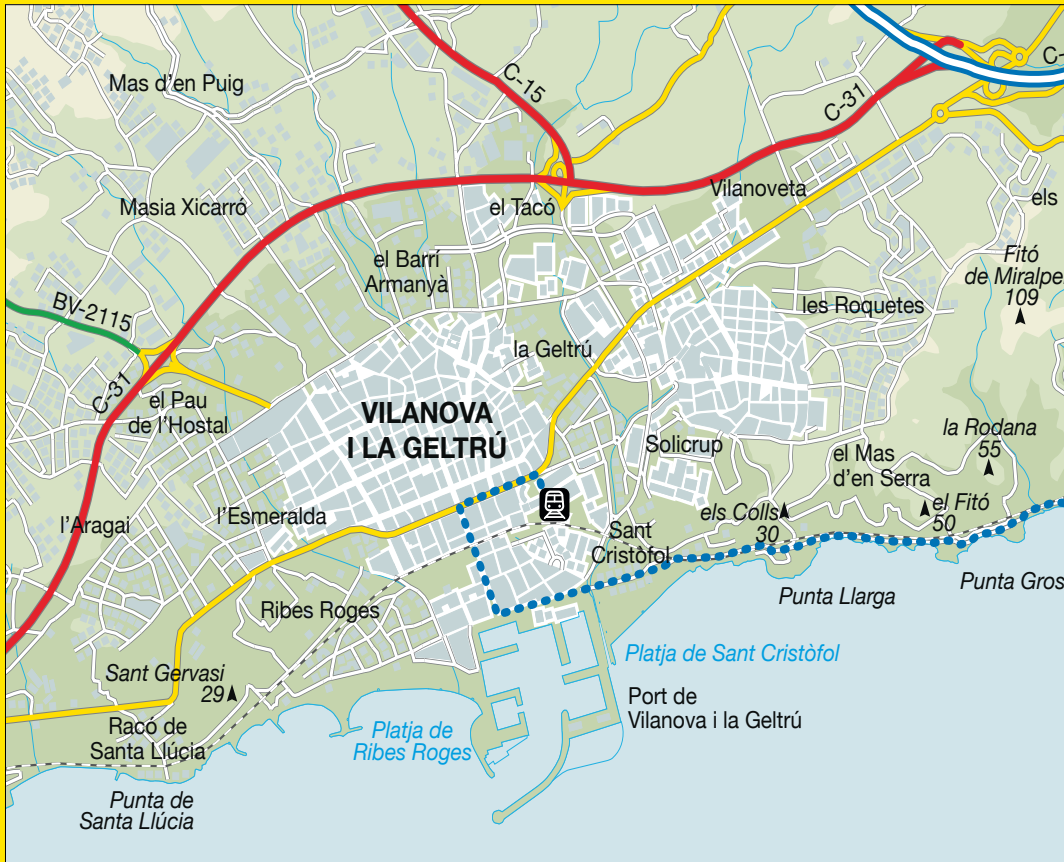 C-
C-15
C-31
Mas d'en Puig
Vilanoveta
Masia Xicarró
el Tacó
els
el Barrí
Armanyà
Fitó
de Miralpe
109
BV-2115
les Roquetes
la Geltrú
C-31
el Pau
de l'Hostal
VILANOVA
I LA GELTRÚ
Solicrup
la Rodana
55
el Mas
d'en Serra
l'Aragai
l'Esmeralda
els Colls
30
el Fitó
50
Sant
Cristòfol
Ribes Roges
Punta Llarga
Punta Gros
Platja de Sant Cristòfol
Sant Gervasi
29
Port de
Vilanova i la Geltrú
Racó de
Santa Llúcia
Platja de
Ribes Roges
Punta de
Santa Llúcia